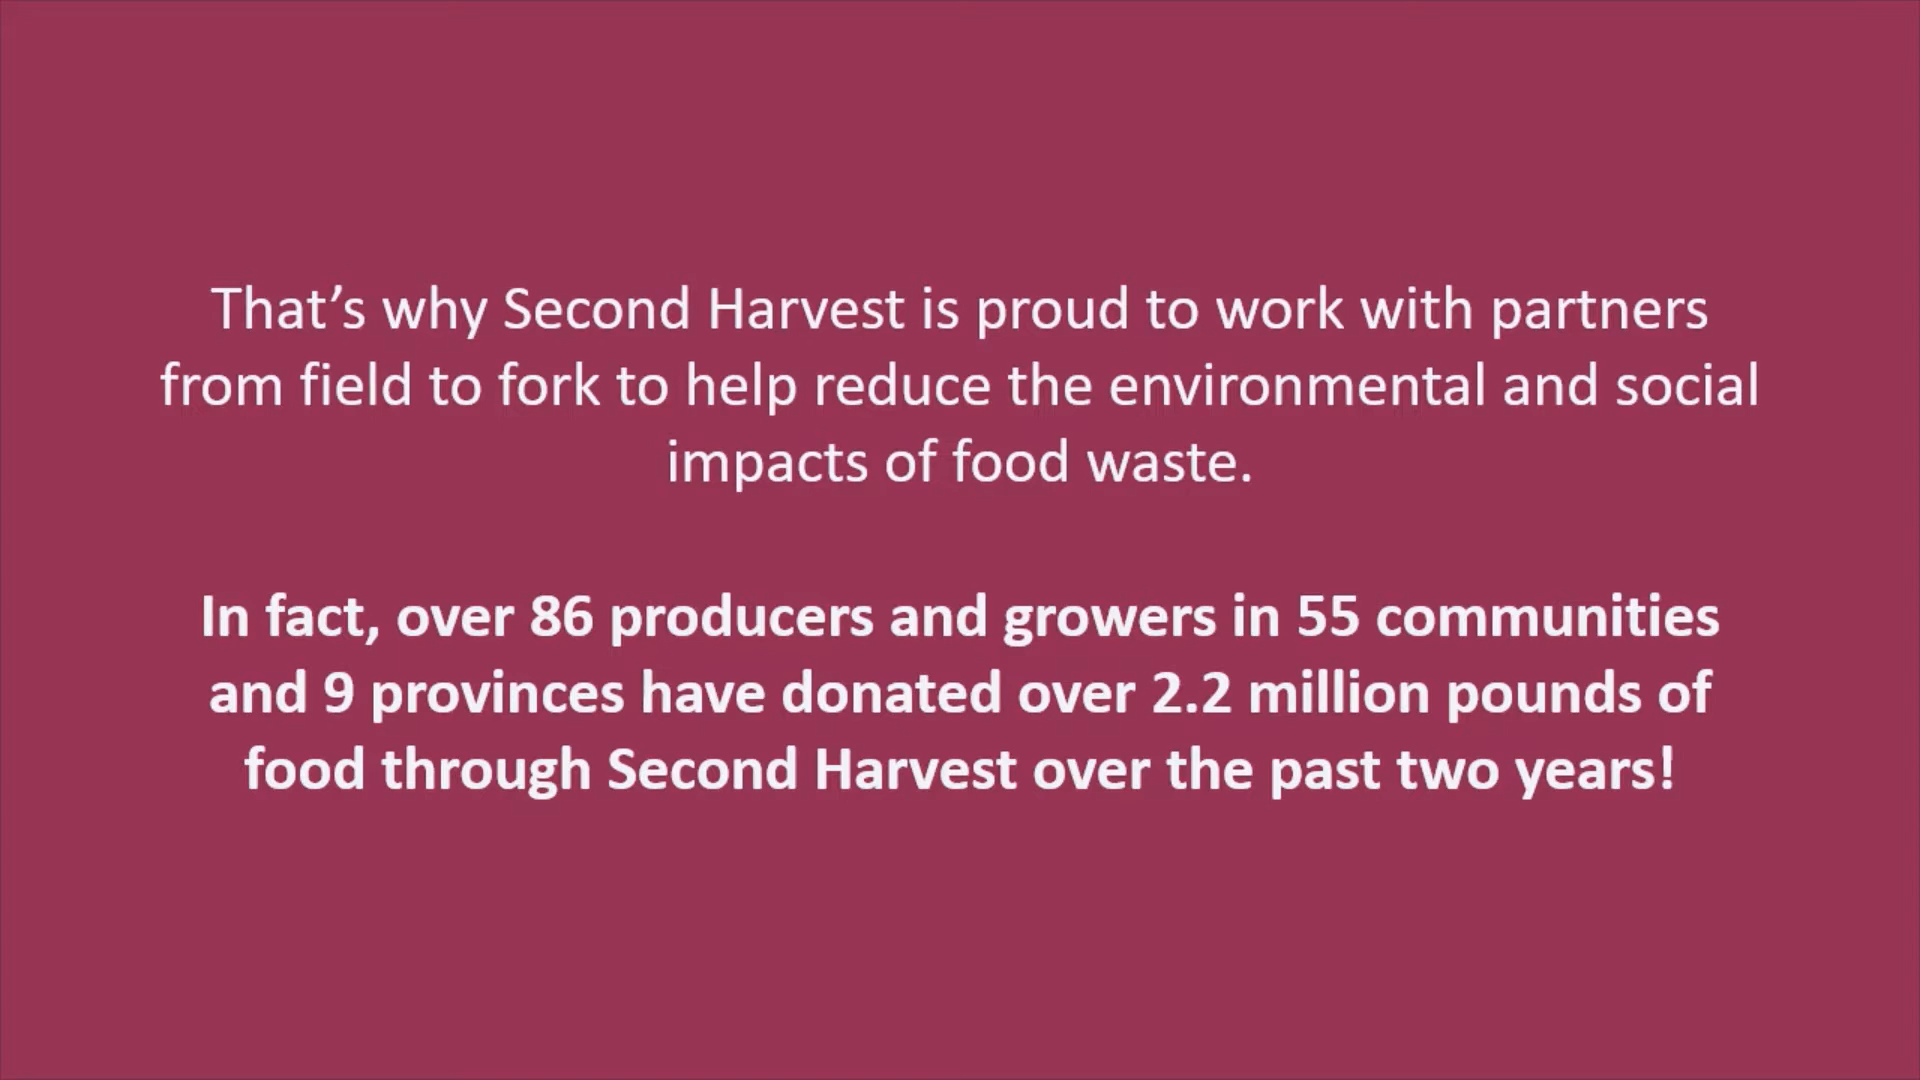 That’s why Second Harvest is proud to work with partners
from field to fork to help reduce the environmental and social
impacts of food waste.
In fact, over 86 producers and growers in 55 communities
and 9 provinces have donated over 2.2 million pounds of
food through Second Harvest over the past two years!